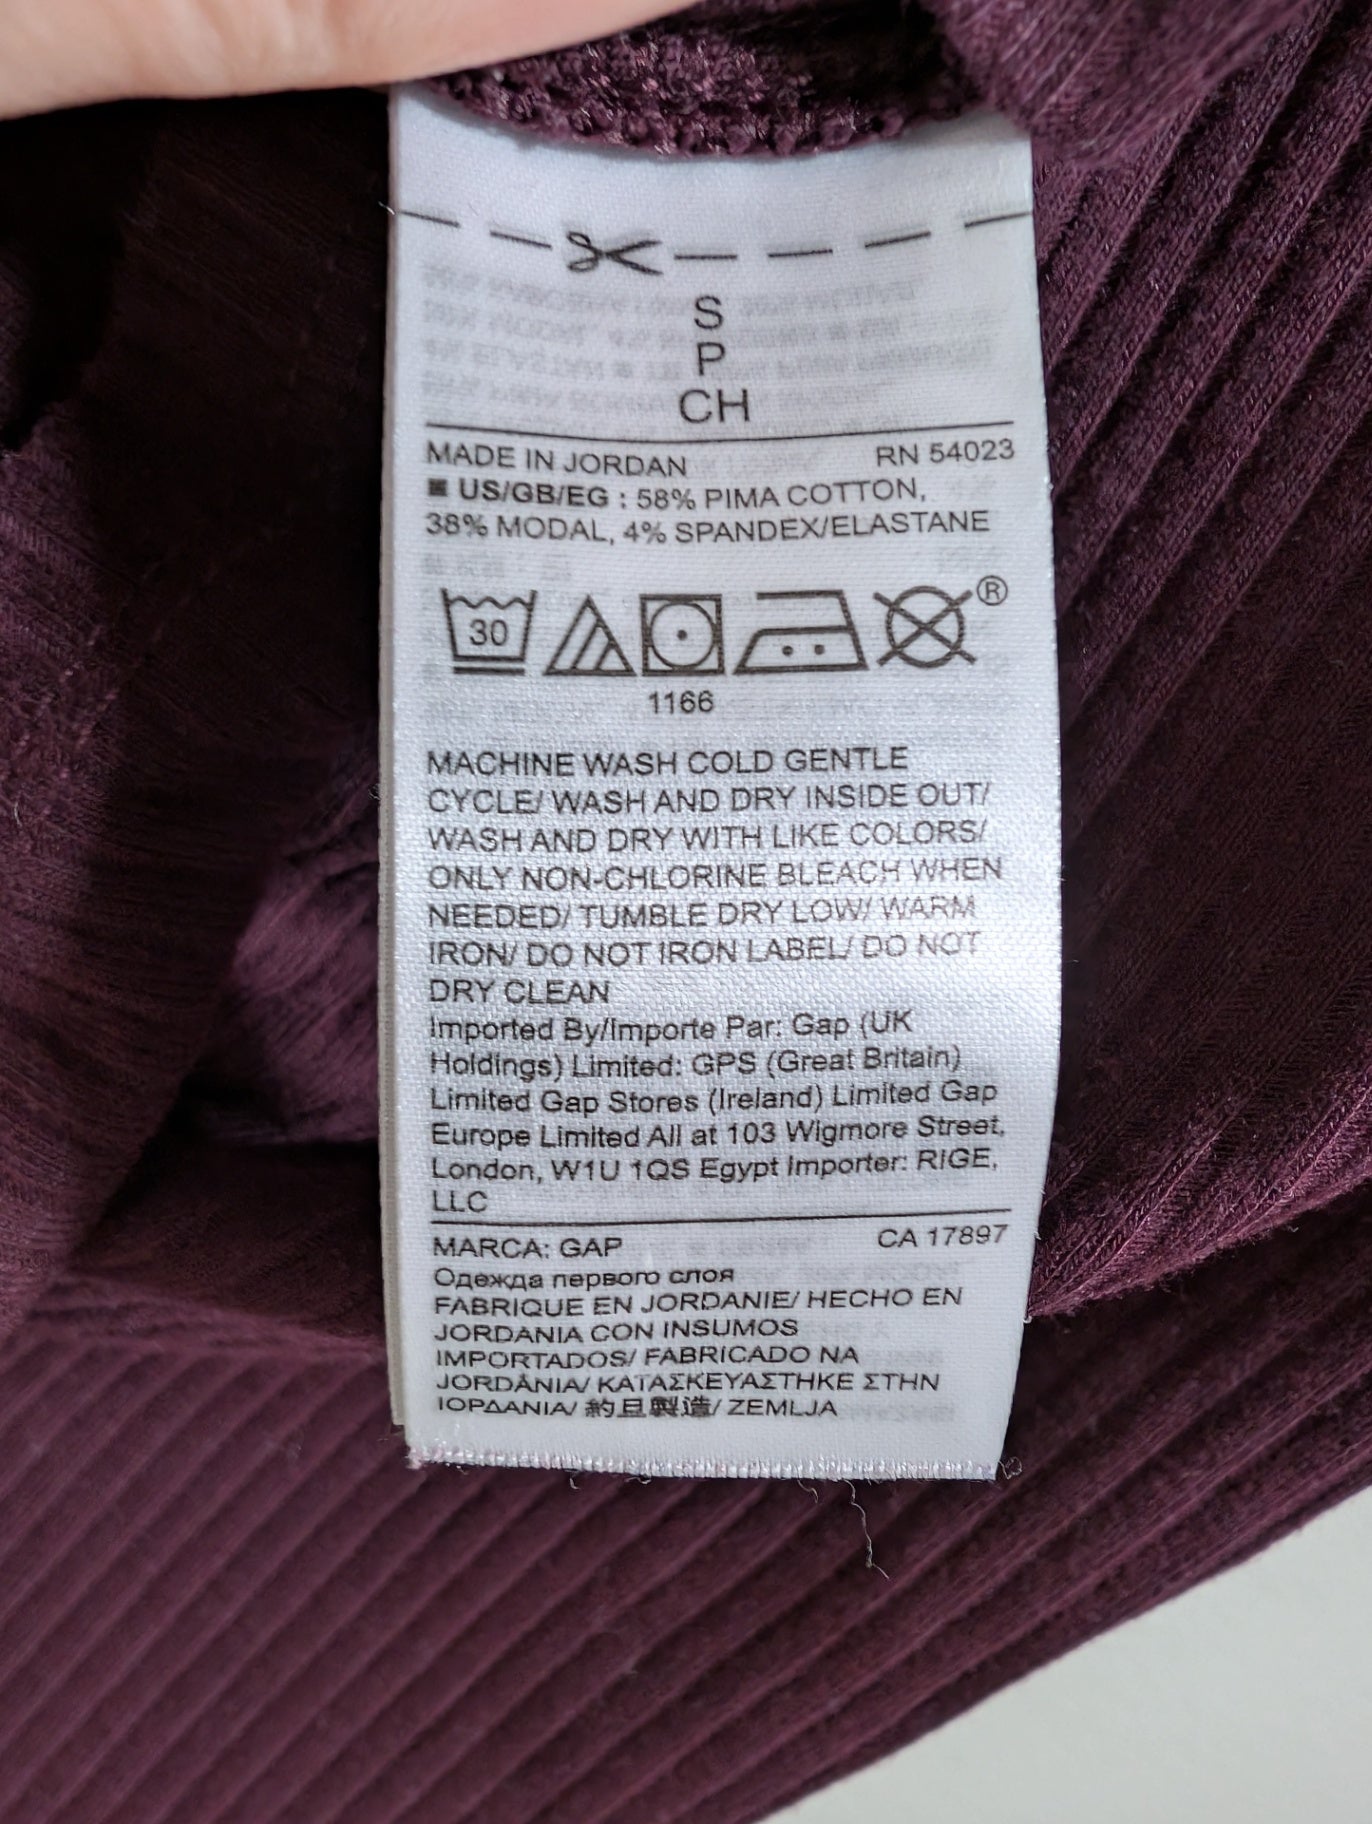 S
P
CH
MADE IN JORDAN RN 54023
■ US/GB/EG : 58% PIMA COTTON,
38% MODAL, 4% SPANDEX/ELASTANE
30 ®
1166
MACHINE WASH COLD GENTLE
CYCLE/ WASH AND DRY INSIDE OUT/
WASH AND DRY WITH LIKE COLORS/
ONLY NON-CHLORINE BLEACH WHEN
NEEDED/ TUMBLE DRY LOW/ WARM
IRON/ DO NOT IRON LABEL/ DO NOT
DRY CLEAN
Imported By/Importe Par: Gap (UK
Holdings) Limited: GPS (Great Britain)
Limited Gap Stores (Ireland) Limited Gap
Europe Limited All at 103 Wigmore Street,
London, W1U 1QS Egypt Importer: RIGE,
LLC
MARCA: GAP CA 17897
Одежда первого слоя
FABRIQUE EN JORDANIE/ HECHO EN
JORDANIA CON INSUMOS
IMPORTADOS/ FABRICADO NA
JORDÂNIA/ ΚΑΤΑΣΚΕΥΑΣΤΗΚΕ ΣΤΗΝ
ΙΟΡΔΑΝΙΑ/ 約旦製造/ ZEMLJA